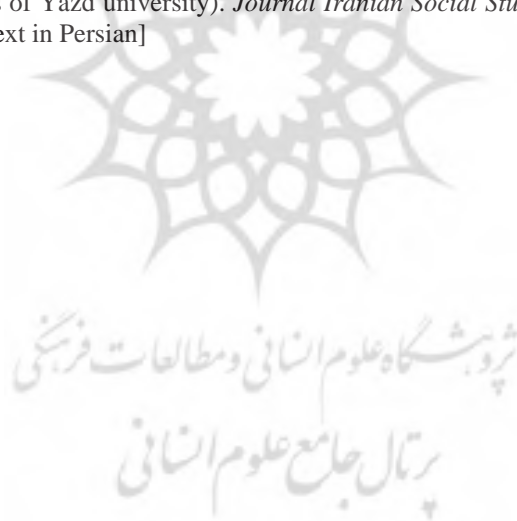 s of Yazd university). Journal Iranian Social Stu
ext in Persian]
پژوهشگاه علوم انسانی و مطالعات فرهنگی
پرتال جامع علوم انسانی